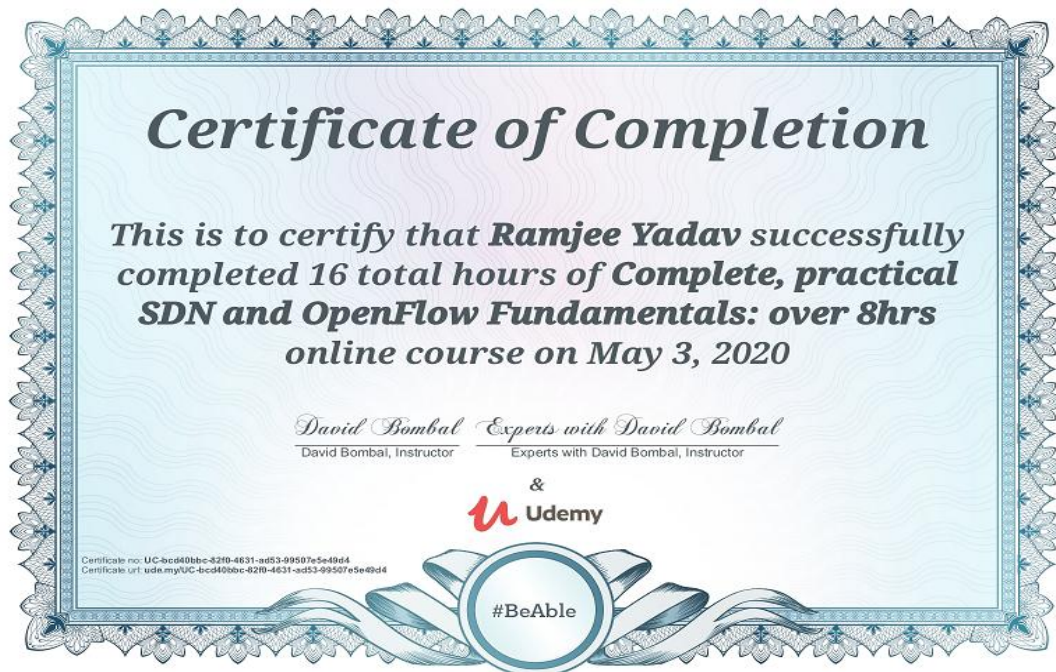 Certificate of Completion
This is to certify that Ramjee Yadav successfully
completed 16 total hours of Complete, practical
SDN and OpenFlow Fundamentals: over 8hrs
online course on May 3, 2020
David Bombal Experts with David Bombal
David Bombal, Instructor Experts with David Bombal, Instructor
&
Udemy
Certificate no: UC-bcd40bbc-82f0-4631-ad53-99507e5e49d4
Certificate url: ude.my/UC-bcd40bbc-82f0-4631-ad53-99507e5e49d4
#BeAble